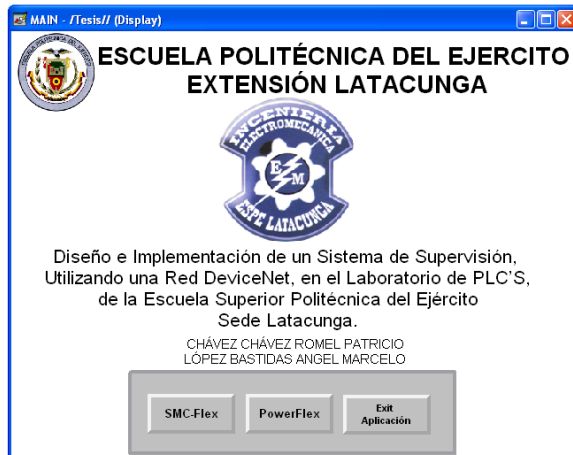 MAIN - /Tesis// (Display)
ESCUELA POLITÉCNICA DEL EJERCITO
EXTENSIÓN LATACUNGA
INGENIERIA
ELECTROMECANICA
E M
ESPE LATACUNGA
Diseño e Implementación de un Sistema de Supervisión,
Utilizando una Red DeviceNet, en el Laboratorio de PLC'S,
de la Escuela Superior Politécnica del Ejército
Sede Latacunga.
CHÁVEZ CHÁVEZ ROMEL PATRICIO
LÓPEZ BASTIDAS ANGEL MARCELO
SMC-Flex
PowerFlex
Exit
Aplicación